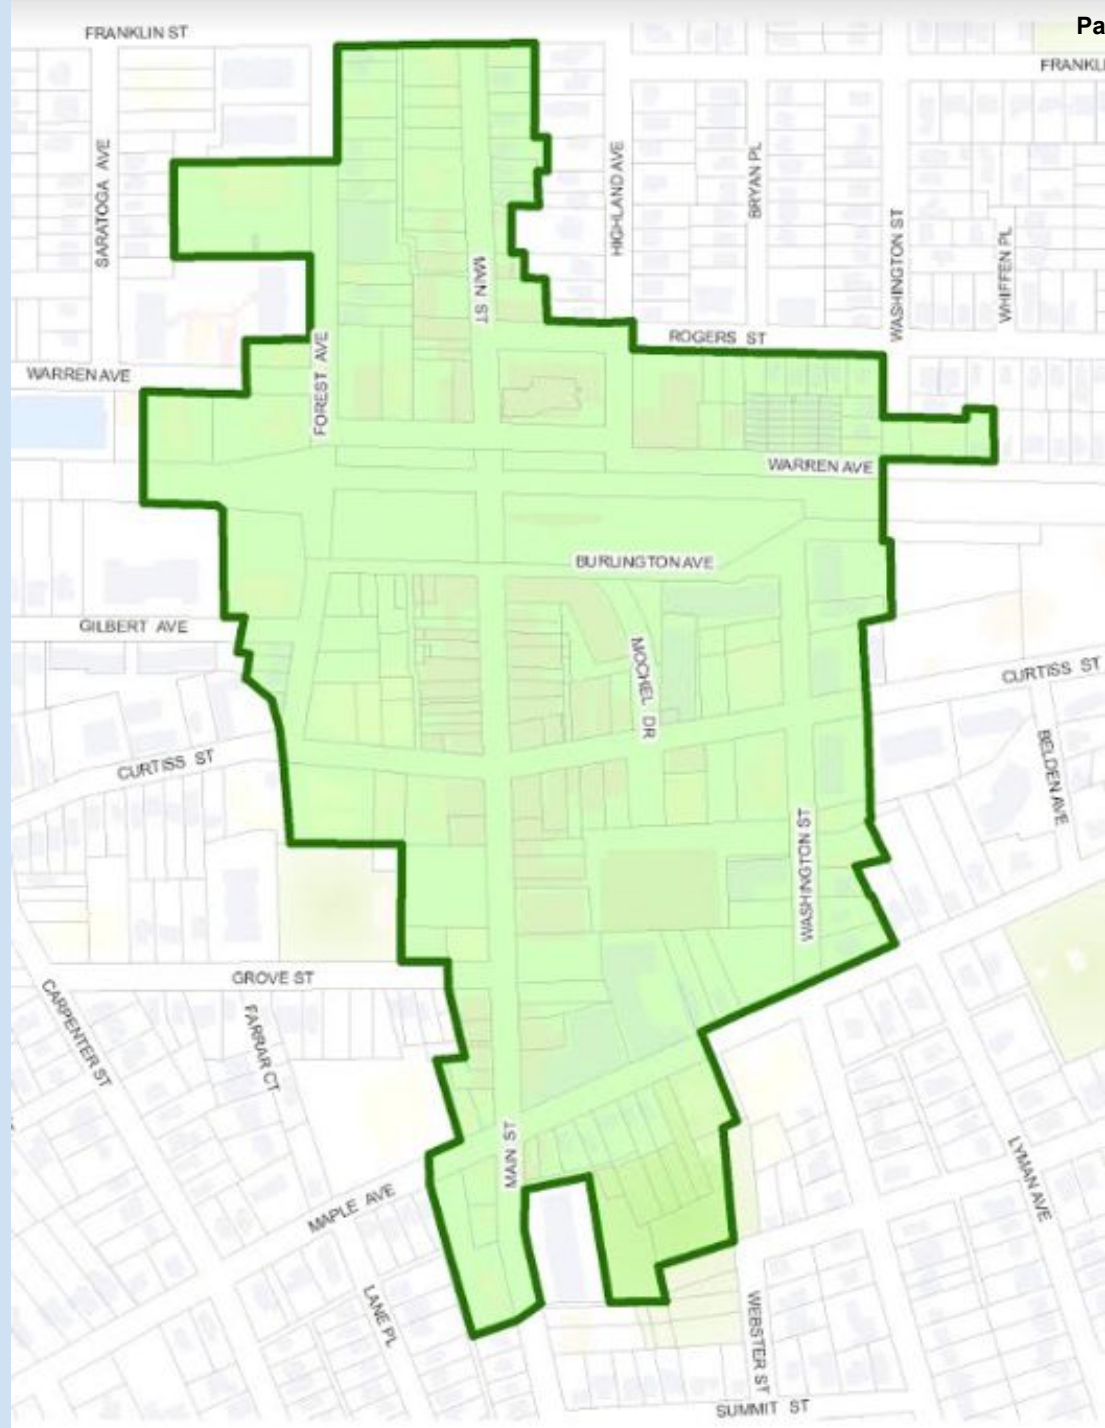 Pa
FRANKLIN ST
FRANKLI
SARATOGA AVE
HIGHLAND AVE
BRYAN PL
WASHINGTON ST
WHIFFEN PL
MAIN ST
ROGERS ST
FOREST AVE
WARREN AVE
WARREN AVE
BURLINGTON AVE
GILBERT AVE
MOCHEL DR
CURTISS ST
CURTISS ST
BELDEN AVE
WASHINGTON ST
GROVE ST
CARPENTER ST
FARRAR CT
MAIN ST
LYMAN AVE
MAPLE AVE
LANE PL
WEBSTER ST
SUMMIT ST